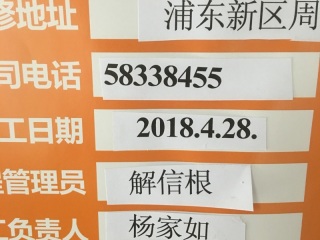 修地址 浦东新区周
司电话 58338455
工日期 2018.4.28.
管理员 解信根
负责人 杨家如